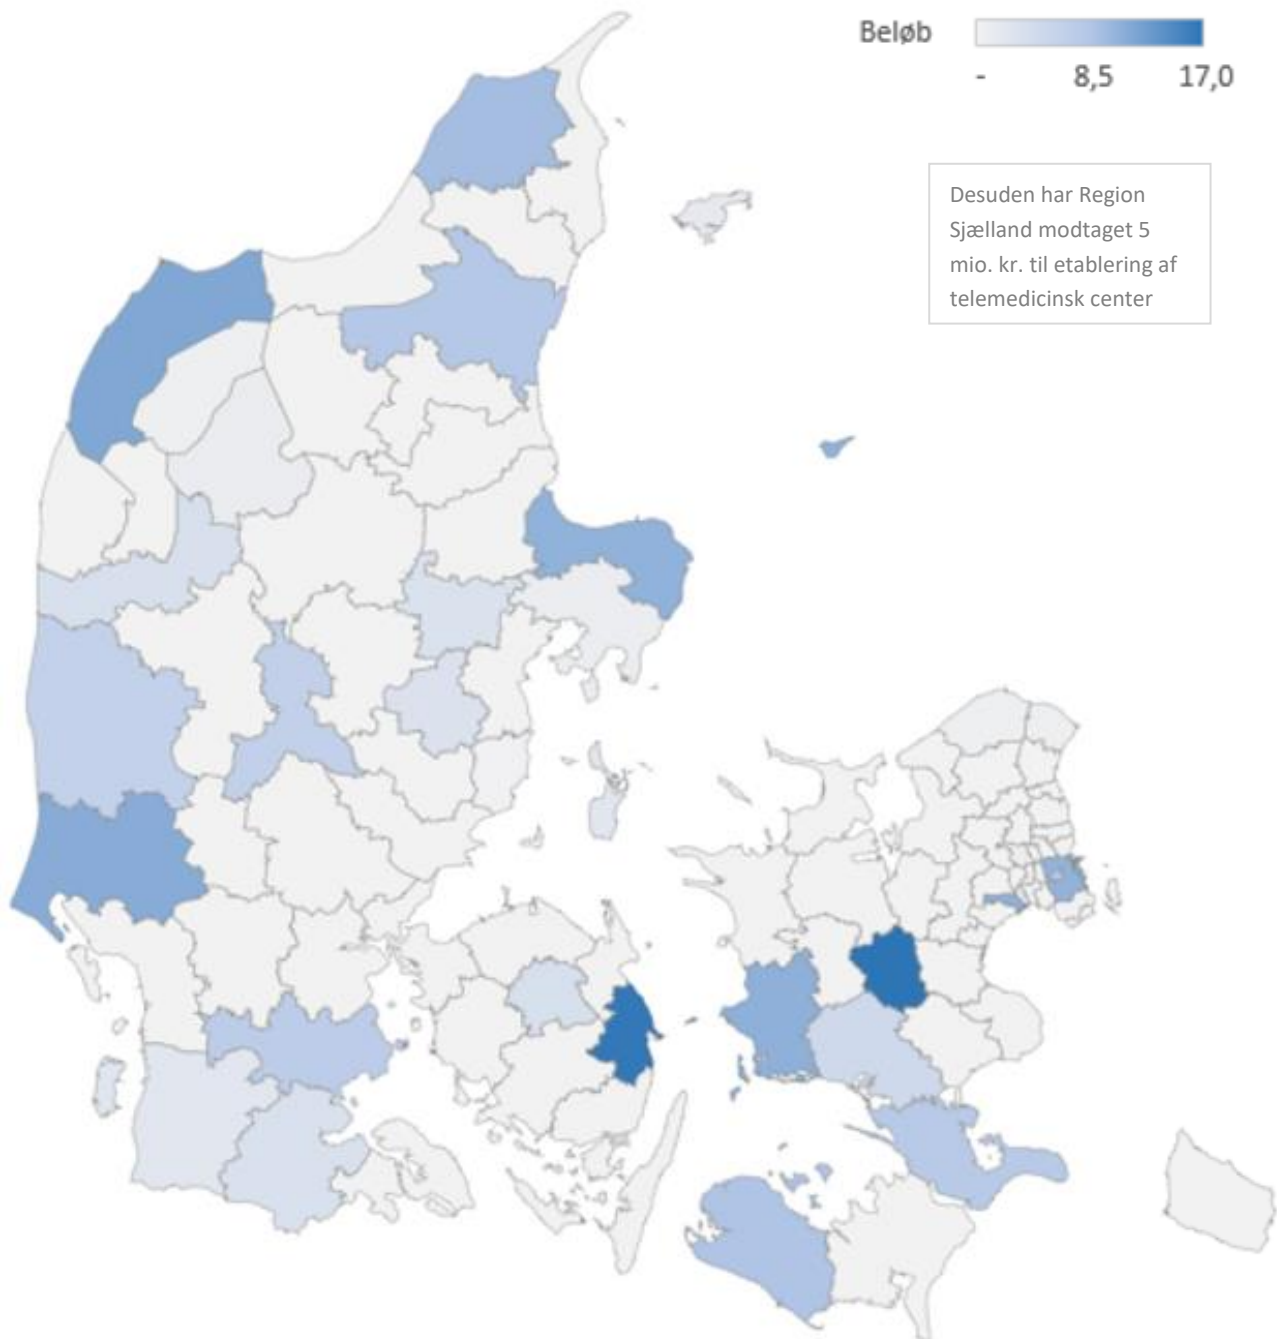 Beløb
- 8,5 17,0
Desuden har Region
Sjælland modtaget 5
mio. kr. til etablering af
telemedicinsk center